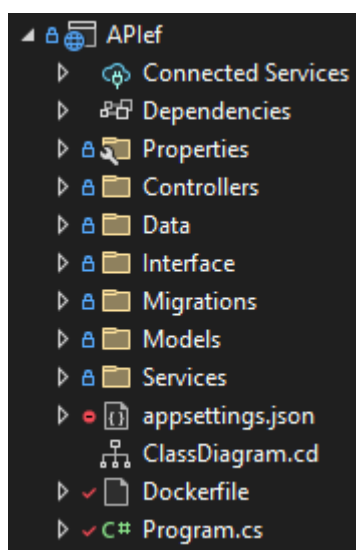 APIef
Connected Services
Dependencies
Properties
Controllers
Data
Interface
Migrations
Models
Services
appsettings.json
ClassDiagram.cd
Dockerfile
C# Program.cs